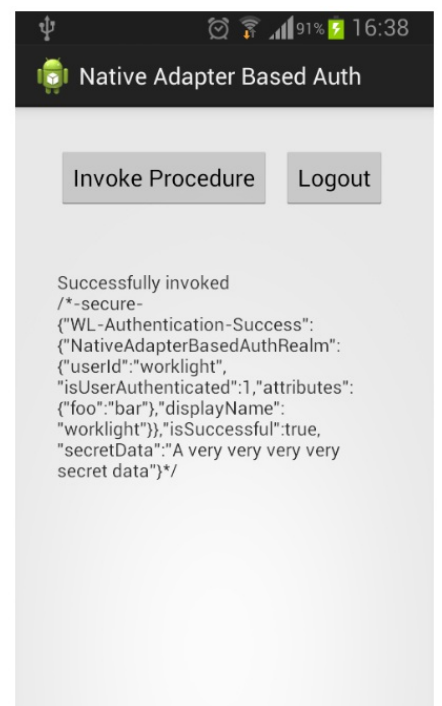 91% 16:38
Native Adapter Based Auth
Invoke Procedure Logout
Successfully invoked
/*-secure-
{"WL-Authentication-Success":
{"NativeAdapterBasedAuthRealm":
{"userId":"worklight",
"isUserAuthenticated":1,"attributes":
{"foo":"bar"},"displayName":
"worklight"}},"isSuccessful":true,
"secretData":"A very very very very
secret data"}*/